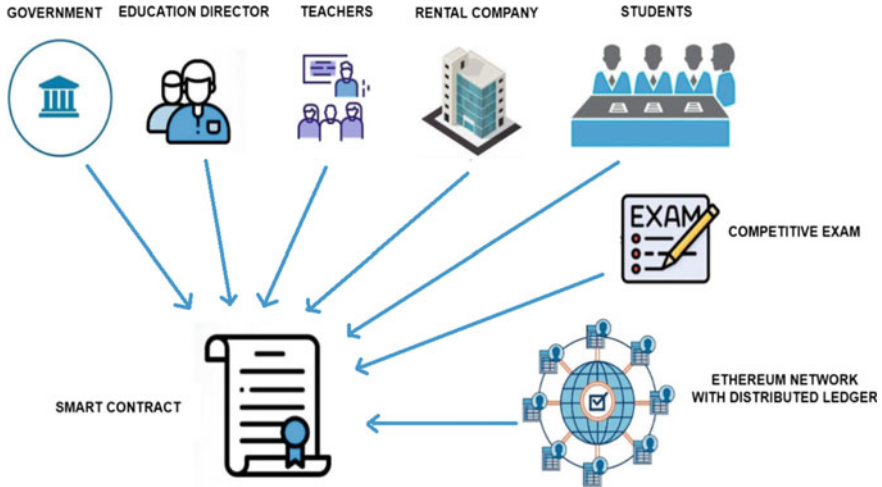 GOVERNMENT
EDUCATION DIRECTOR
TEACHERS
RENTAL COMPANY
STUDENTS
EXAM
COMPETITIVE EXAM
SMART CONTRACT
ETHEREUM NETWORK
WITH DISTRIBUTED LEDGER